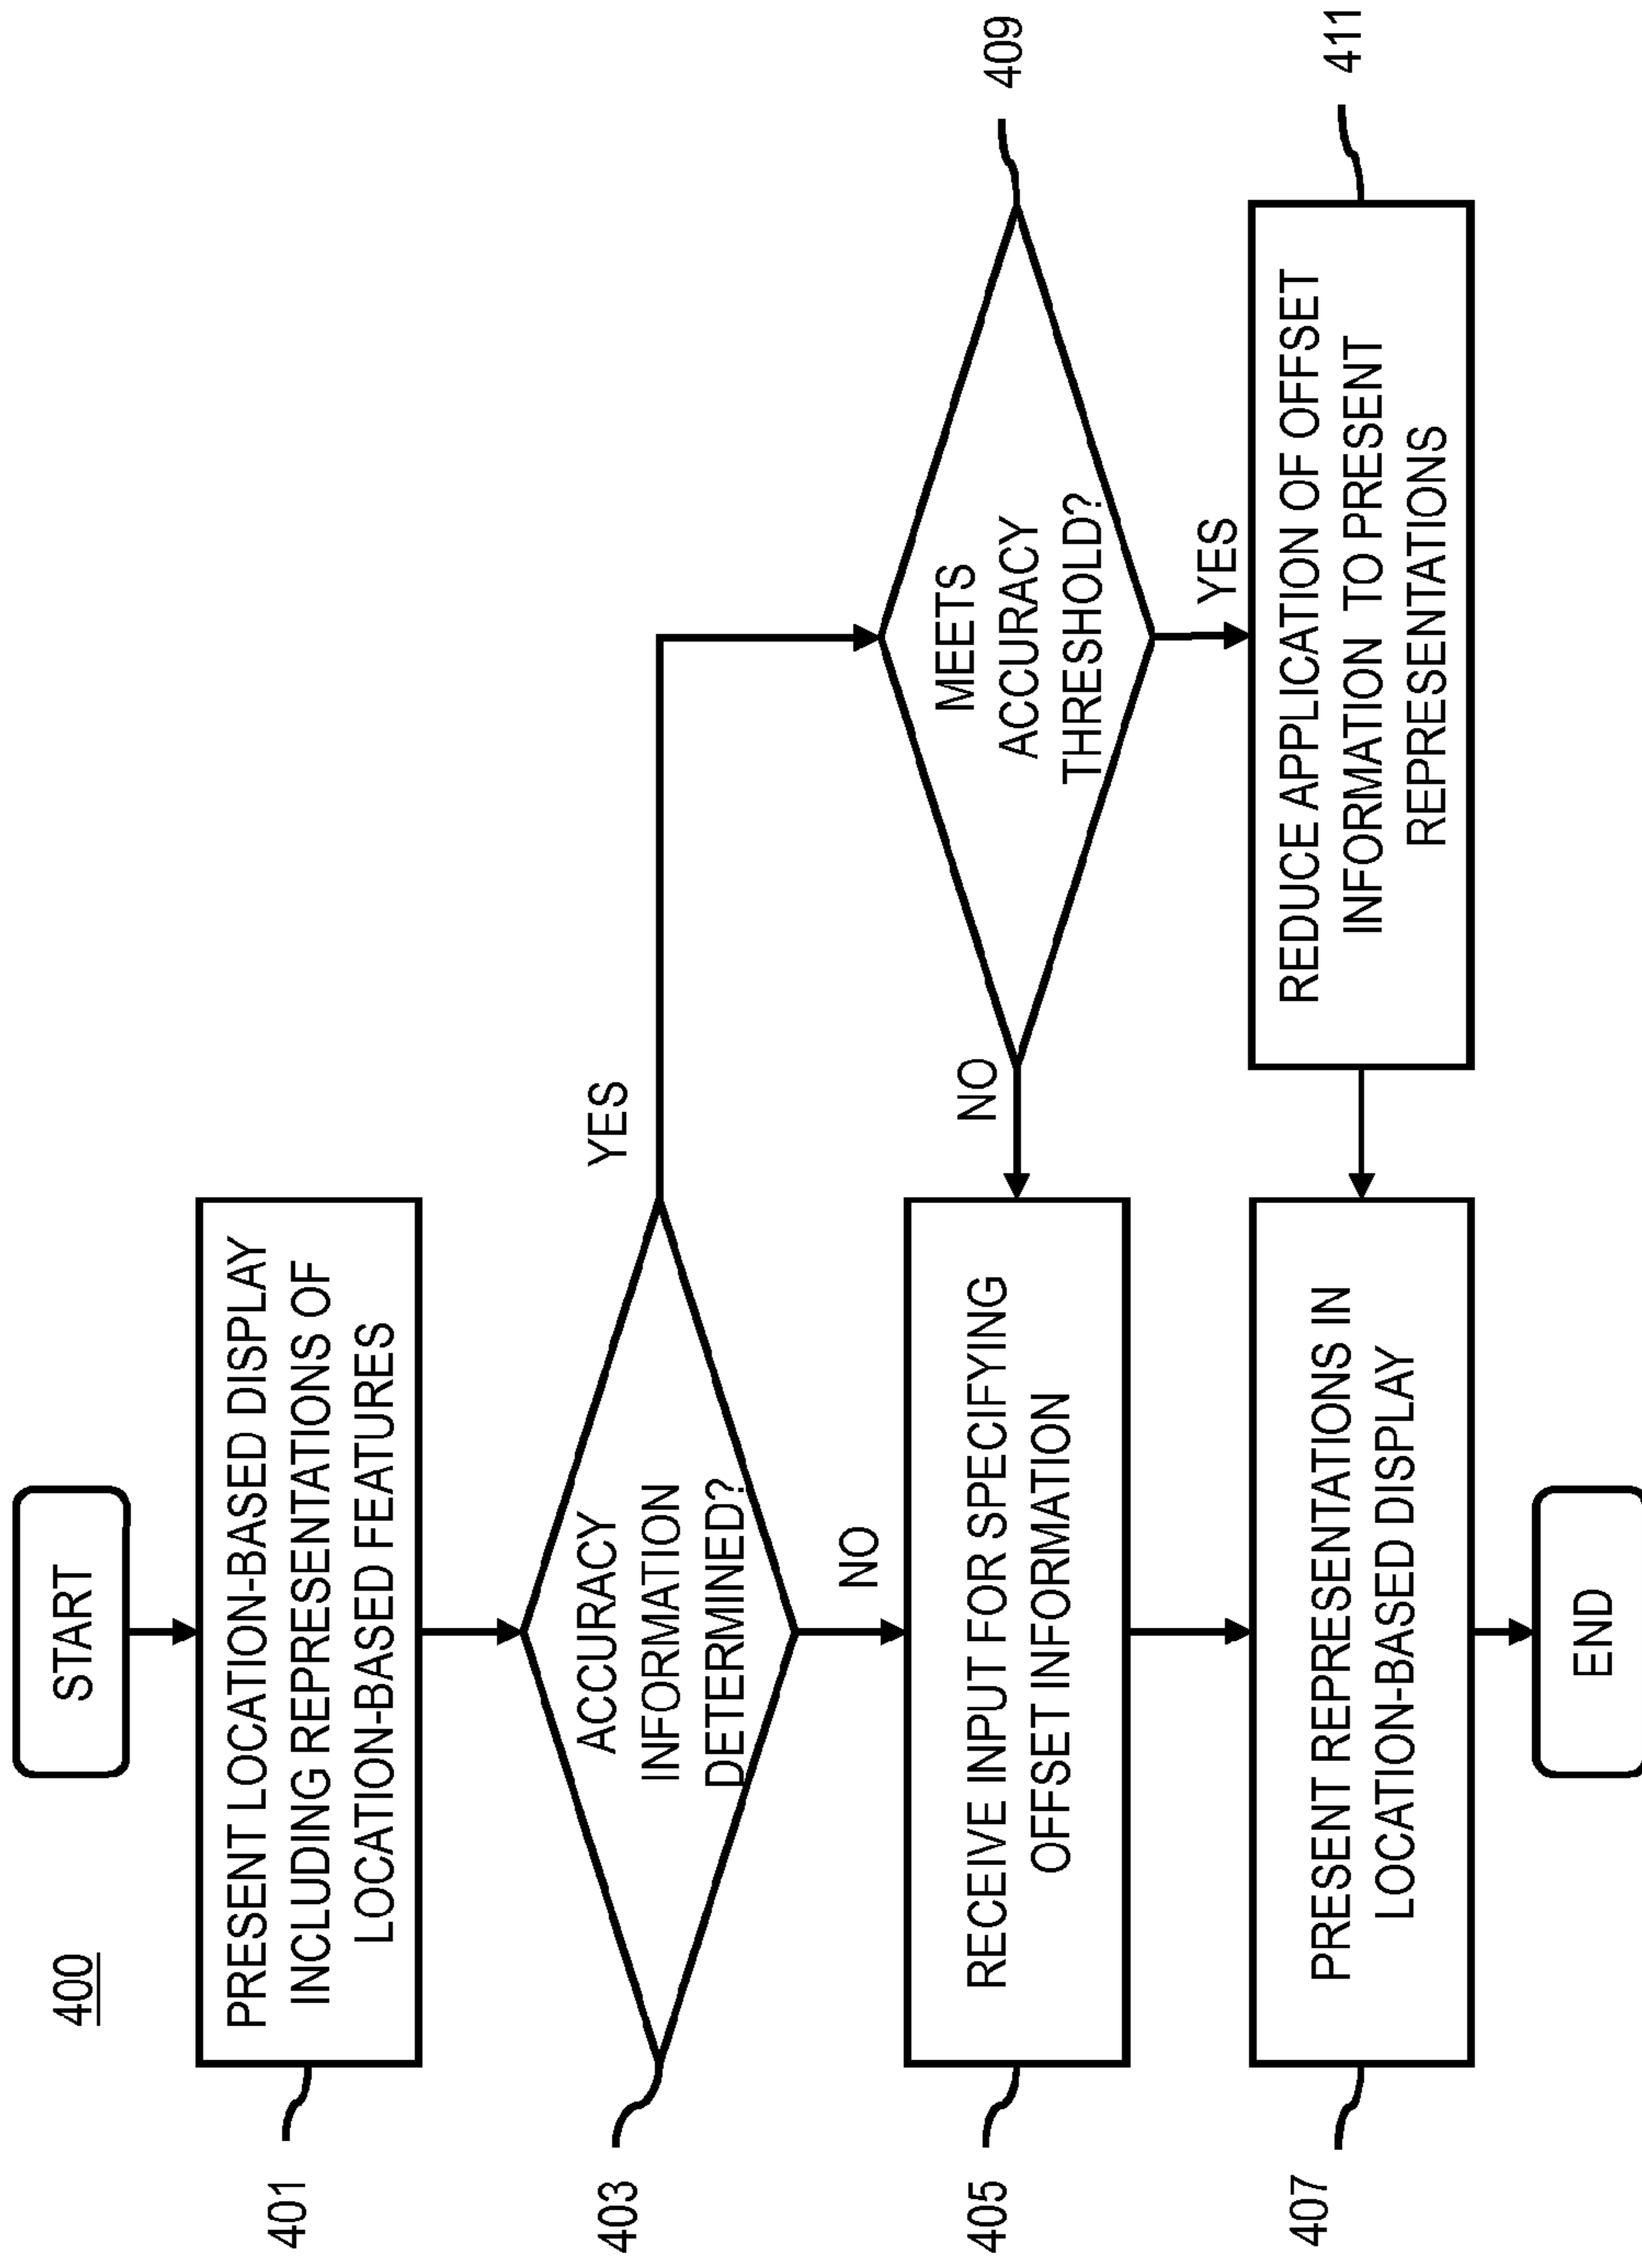 400
START
401
PRESENT LOCATION-BASED DISPLAY
INCLUDING REPRESENTATIONS OF
LOCATION-BASED FEATURES
403
ACCURACY
INFORMATION
DETERMINED?
YES
NO
405
RECEIVE INPUT FOR SPECIFYING
OFFSET INFORMATION
NO
MEETS
ACCURACY
THRESHOLD?
409
YES
407
PRESENT REPRESENTATIONS IN
LOCATION-BASED DISPLAY
REDUCE APPLICATION OF OFFSET
INFORMATION TO PRESENT
REPRESENTATIONS
411
END